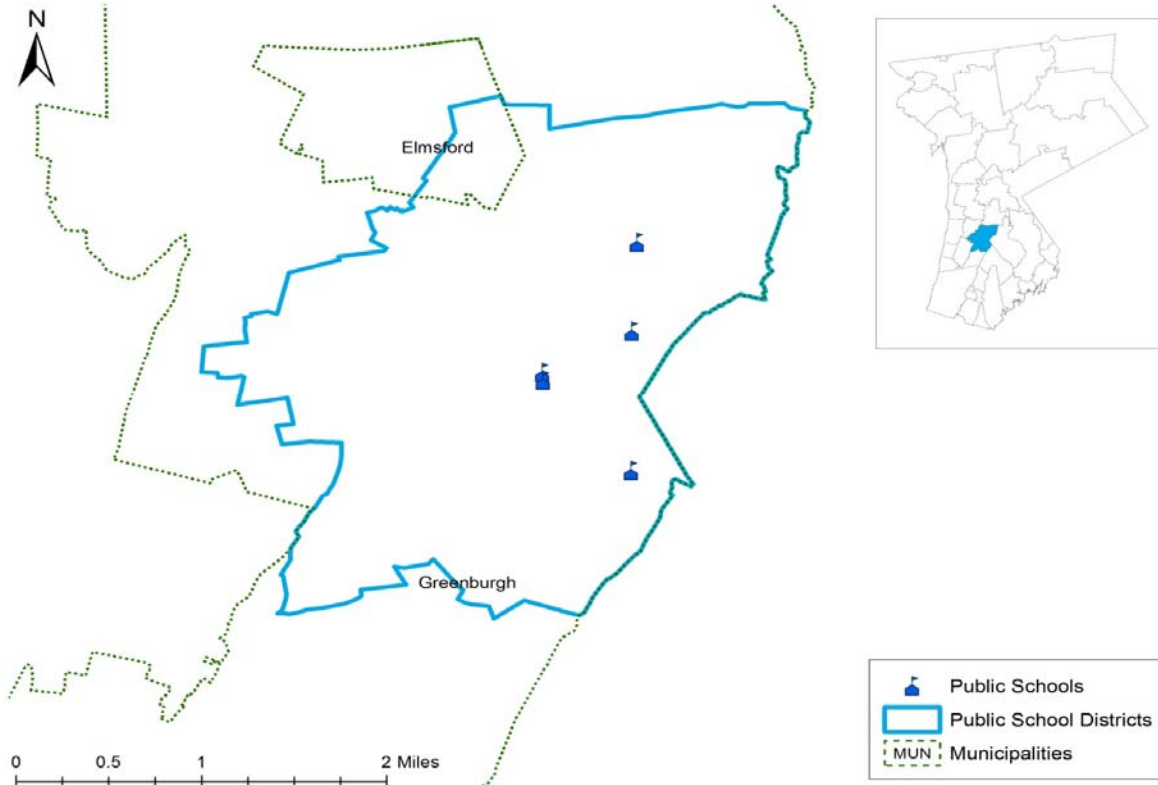 N
Elmsford
Greenburgh
Public Schools
Public School Districts
MUN Municipalities
0 0.5 1 2 Miles